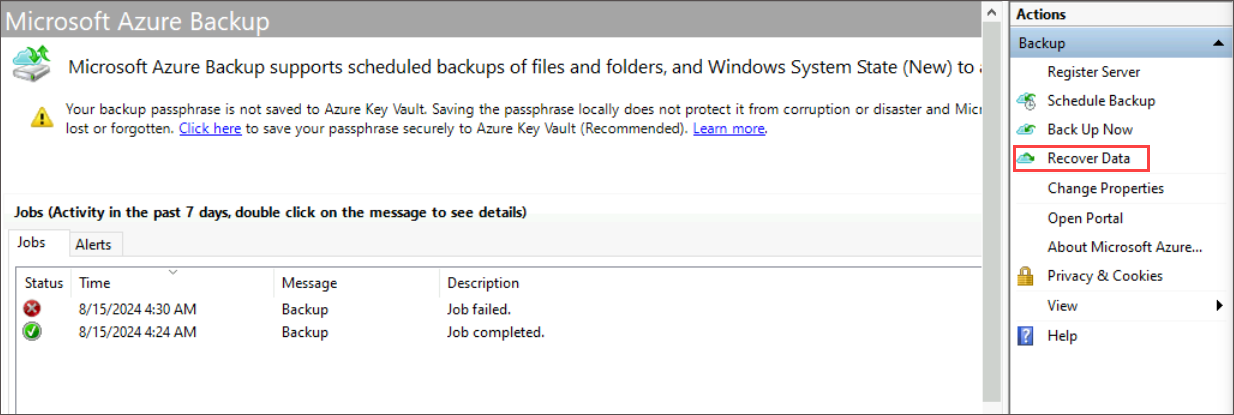 Microsoft Azure Backup
Microsoft Azure Backup supports scheduled backups of files and folders, and Windows System State (New) to
Your backup passphrase is not saved to Azure Key Vault. Saving the passphrase locally does not protect it from corruption or disaster and
lost or forgotten. Click here to save your passphrase securely to Azure Key Vault (Recommended). Learn more.
Jobs (Activity in the past 7 days, double click on the message to see details)
Jobs Alerts
Status Time Message Description
8/15/2024 4:30 AM Backup Job failed.
8/15/2024 4:24 AM Backup Job completed.
Actions
Backup
Register Server
Schedule Backup
Back Up Now
Recover Data
Change Properties
Open Portal
About Microsoft Azure...
Privacy & Cookies
View
Help